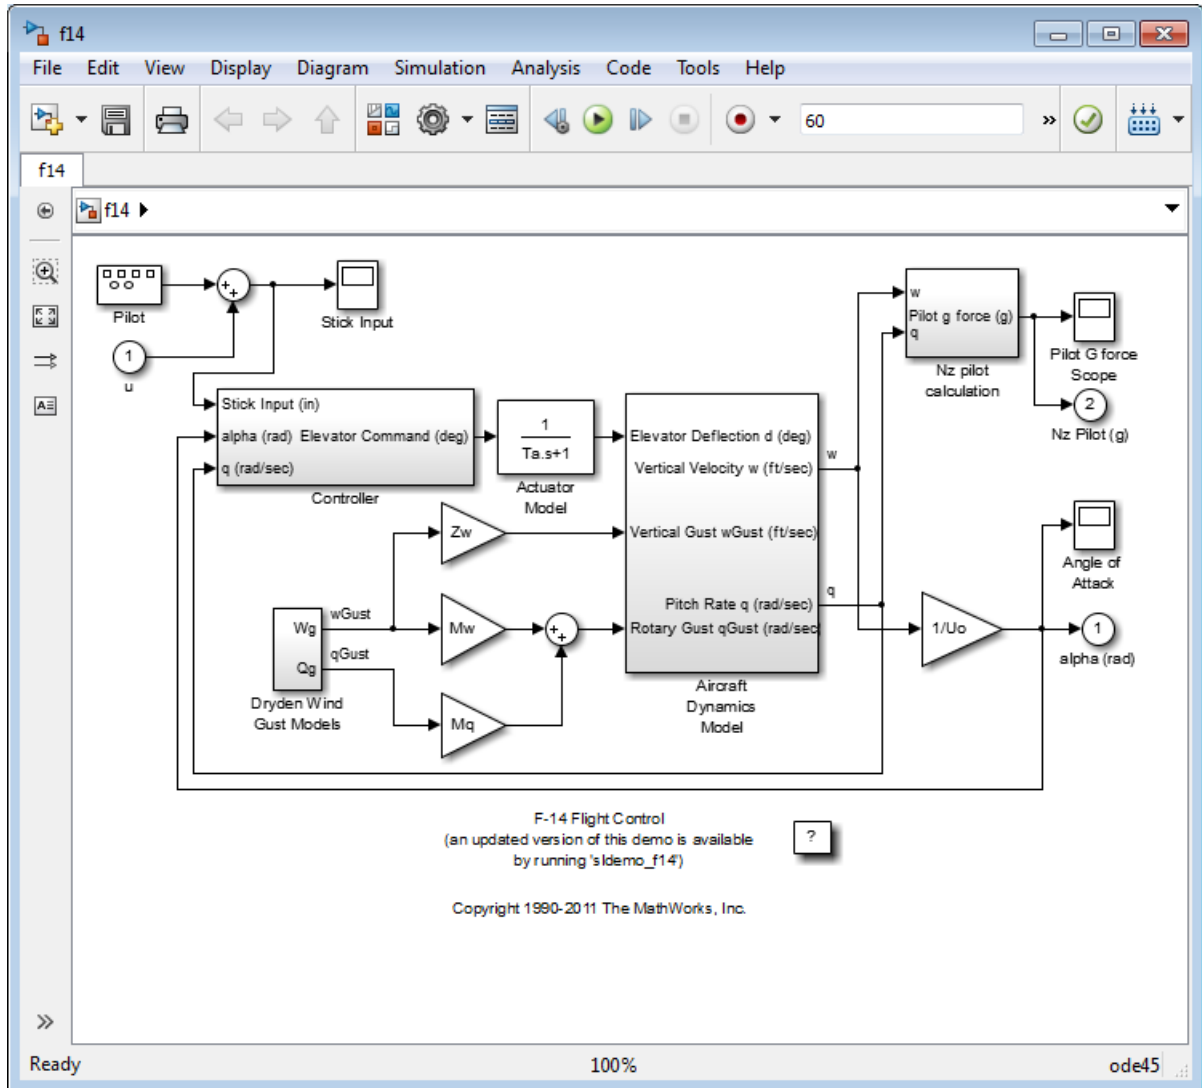 f14
File Edit View Display Diagram Simulation Analysis Code Tools Help
60
f14
f14
Pilot
Stick Input
1
u
w
Pilot g force (g)
q
Nz pilot
calculation
Pilot G force
Scope
2
Nz Pilot (g)
Stick Input (in)
alpha (rad) Elevator Command (deg)
q (rad/sec)
Controller
1
Ta.s+1
Actuator
Model
Elevator Deflection d (deg)
Vertical Velocity w (ft/sec)
Vertical Gust wGust (ft/sec)
Pitch Rate q (rad/sec)
Rotary Gust qGust (rad/sec
Aircraft
Dynamics
Model
w
q
Zw
Mw
Mq
Wg
Qg
wGust
qGust
Dryden Wind
Gust Models
1/Uo
Angle of
Attack
1
alpha (rad)
F-14 Flight Control
(an updated version of this demo is available
by running 'sldemo_f14')
?
Copyright 1990-2011 The MathWorks, Inc.
Ready 100% ode45